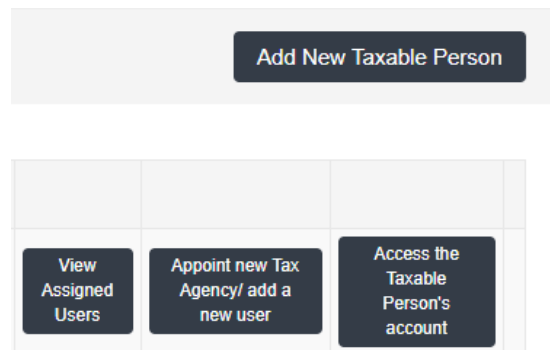 Add New Taxable Person
View
Assigned
Users
Appoint new Tax
Agency/ add a
new user
Access the
Taxable
Person's
account